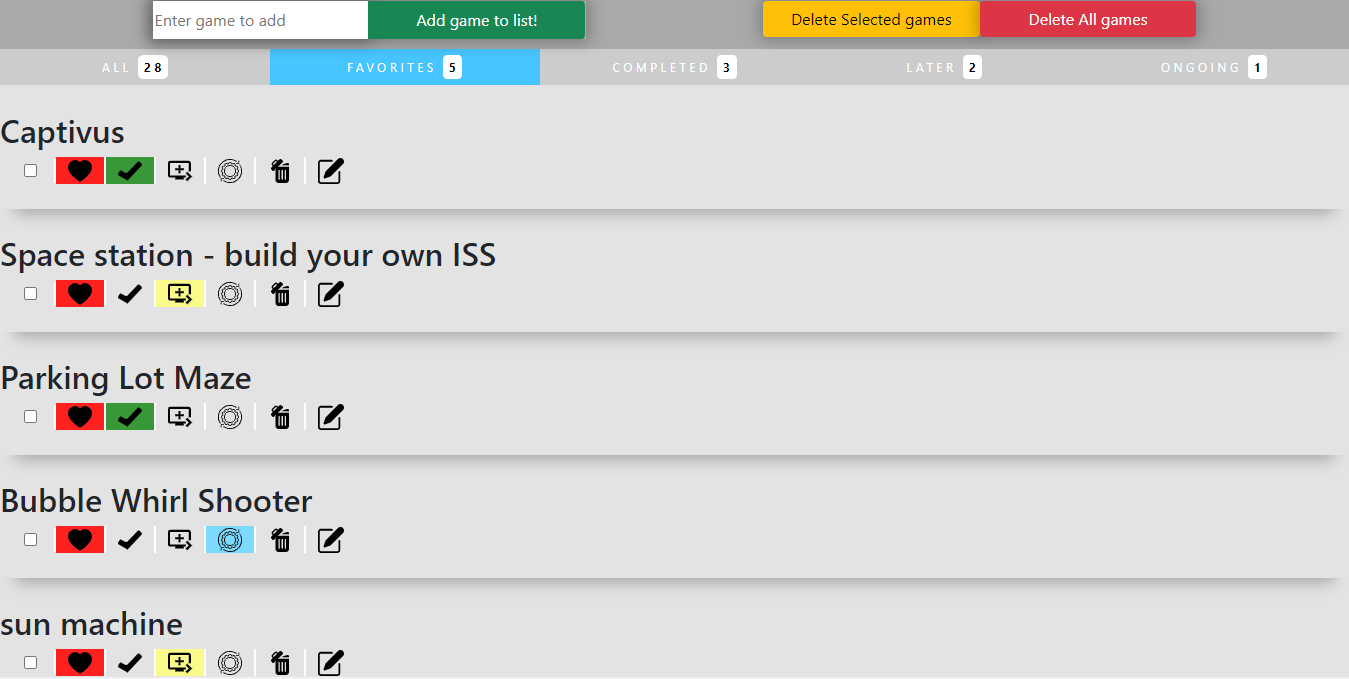 Enter game to add Add game to list! Delete Selected games Delete All games
ALL 28 FAVORITES 5 COMPLETED 3 LATER 2 ONGOING 1
Captivus
Space station - build your own ISS
Parking Lot Maze
Bubble Whirl Shooter
sun machine